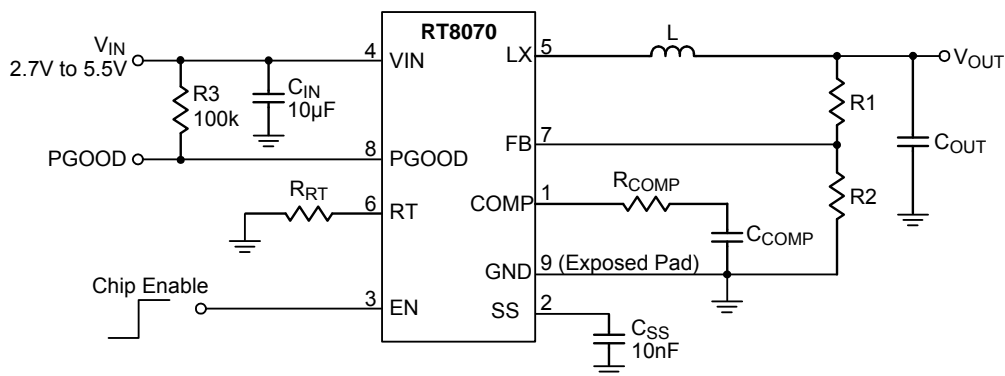 RT8070
VIN
2.7V to 5.5V
4
VIN
R3
100k
CIN
10µF
PGOOD
8
PGOOD
RRT
6
RT
Chip Enable
3
EN
LX
5
L
VOUT
R1
FB
7
COUT
R2
COMP
1
RCOMP
CCOMP
GND
9 (Exposed Pad)
SS
2
CSS
10nF